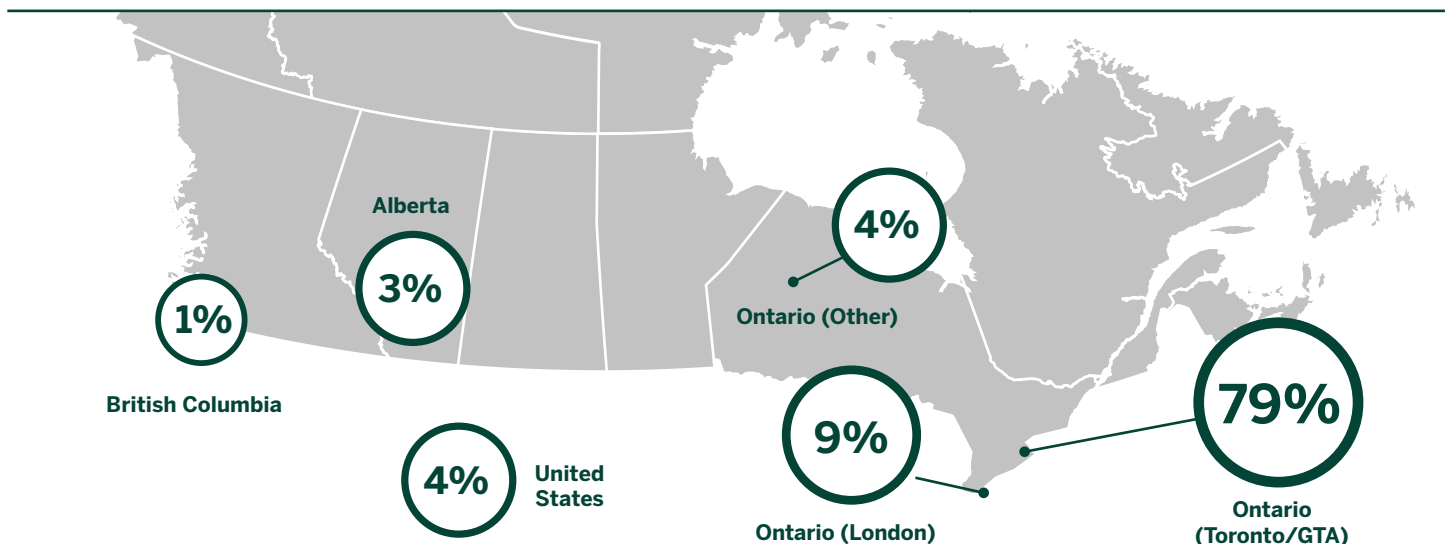 Alberta
3%
4%
Ontario (Other)
1%
British Columbia
79%
Ontario
(Toronto/GTA)
9%
Ontario (London)
4%
United
States